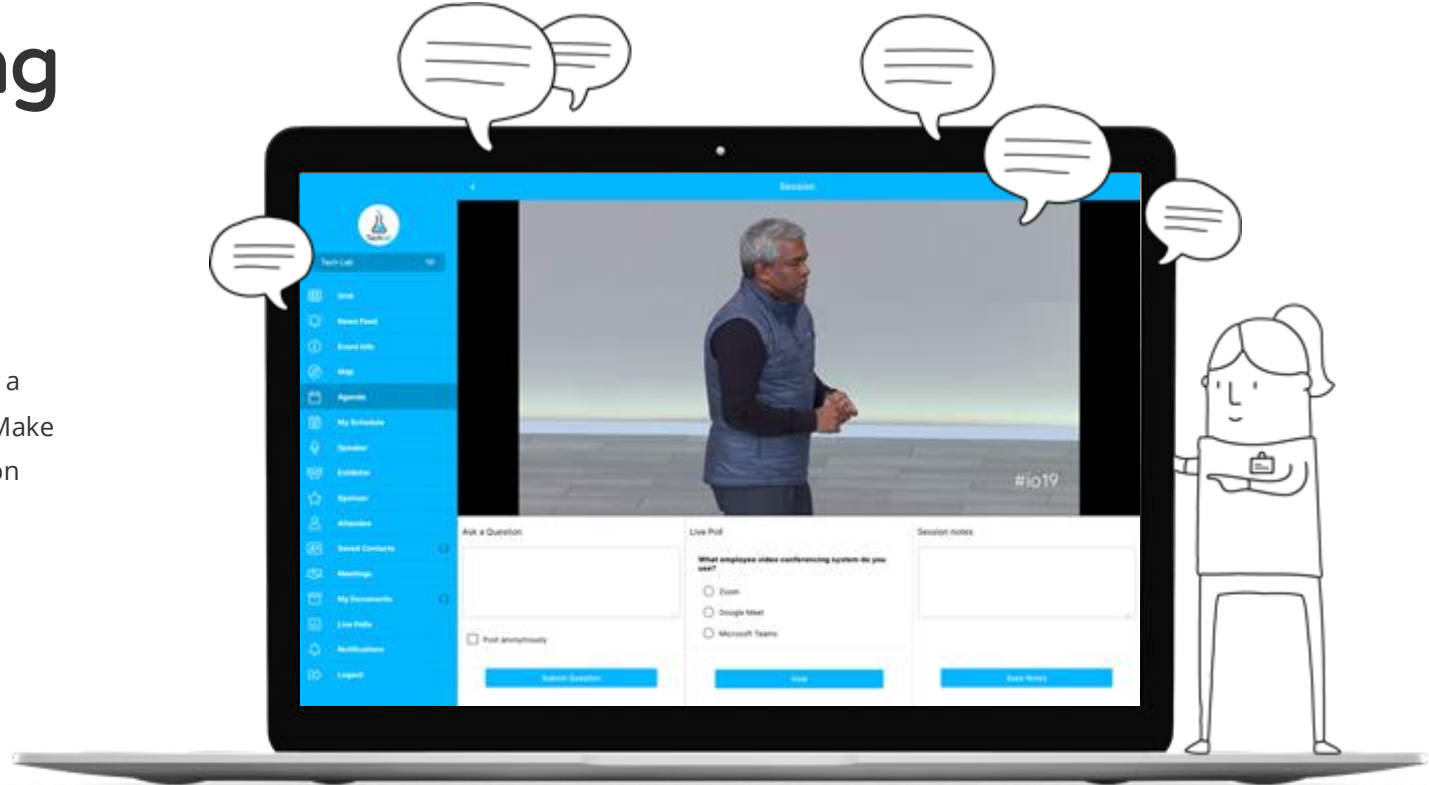 ng
a
Make
on
Session
Tech Lab
Grid
News Feed
Event Info
Map
Agenda
My Schedule
Speaker
Exhibitor
Sponsor
Attendee
Saved Contacts
Meetings
My Documents
Live Polls
Notifications
Logout
#io19
Ask a Question
Post anonymously
Submit Question
Live Poll
What employee video conferencing system do you
use?
Zoom
Google Meet
Microsoft Teams
Vote
Session notes
Save Notes